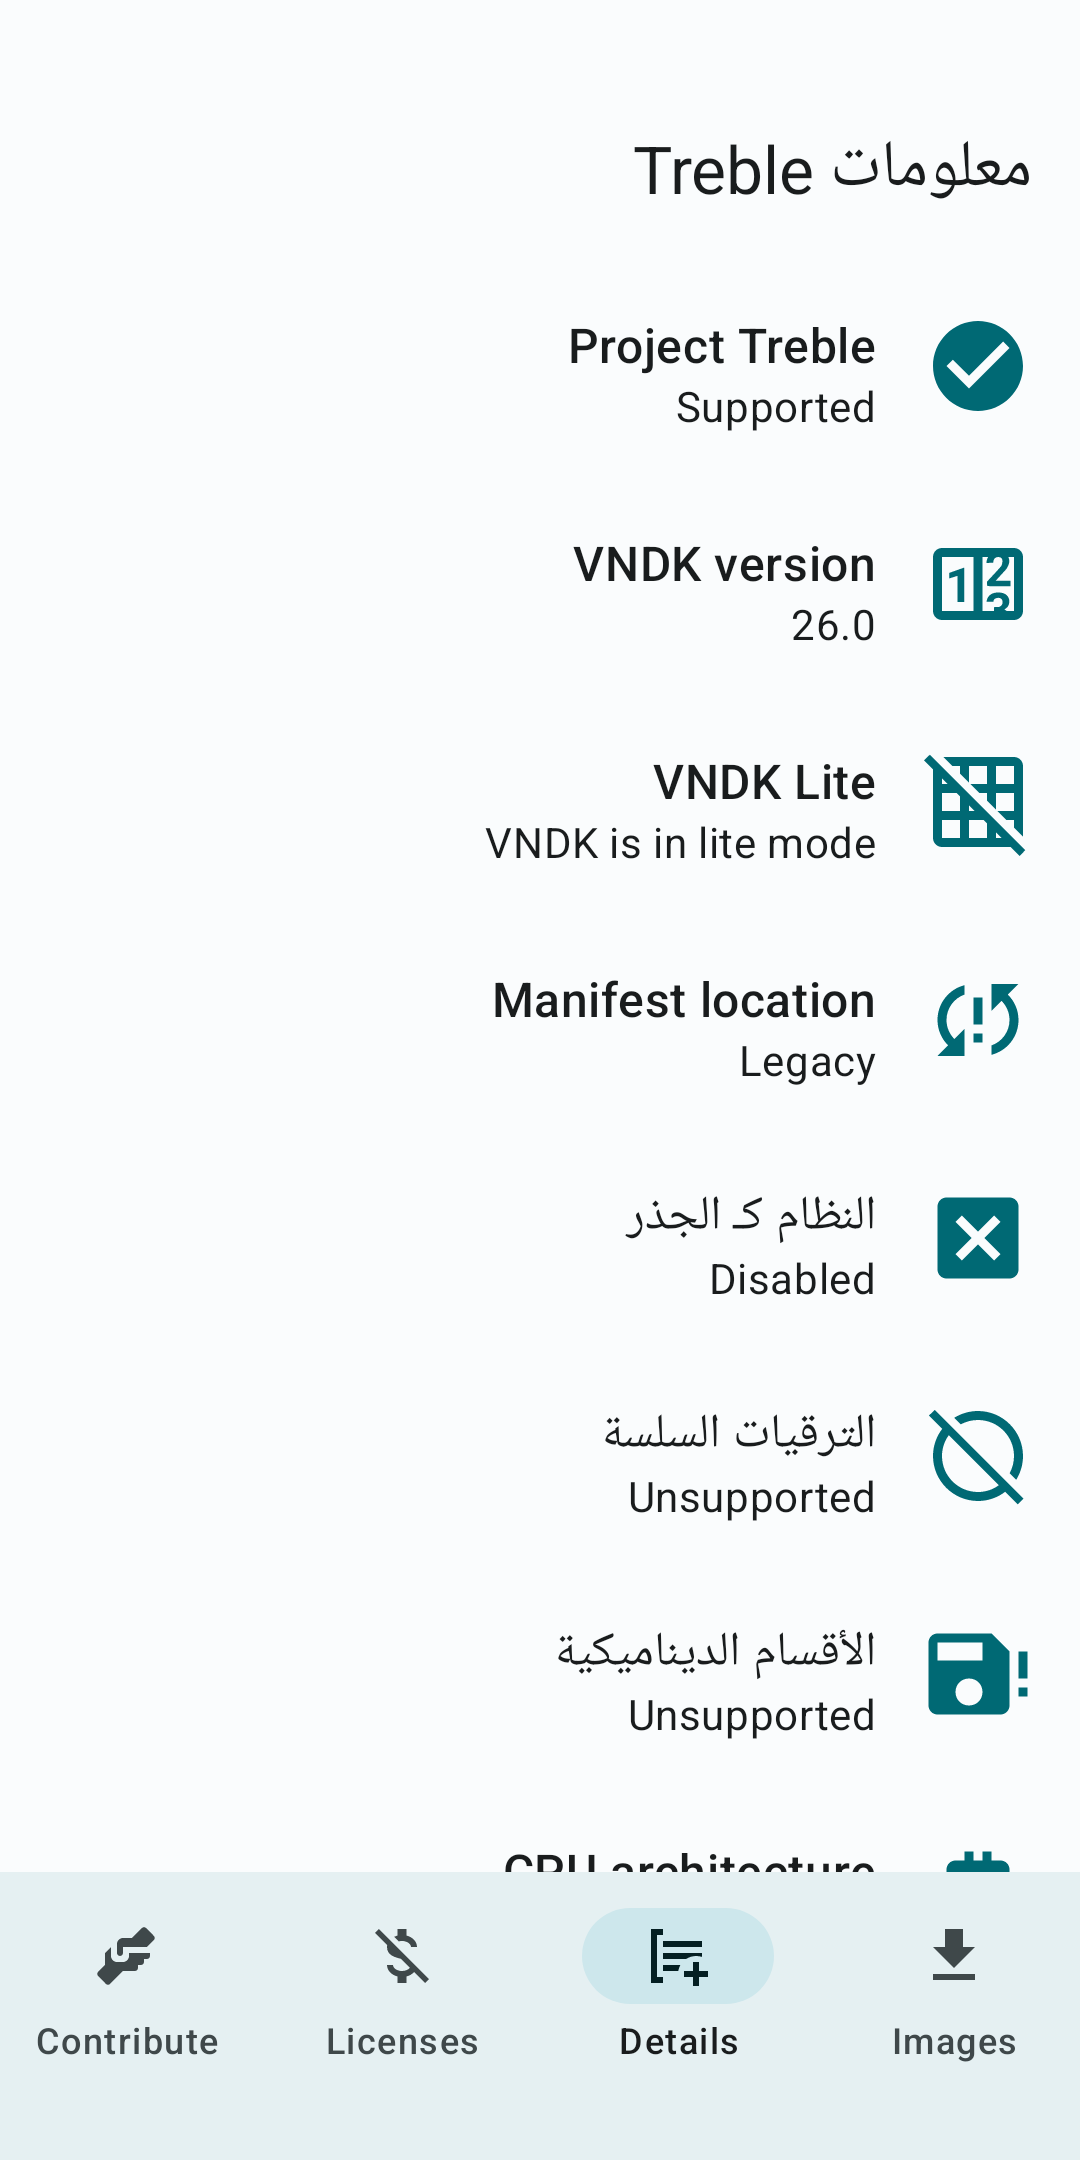 معلومات Treble
Project Treble
Supported
VNDK version
26.0
VNDK Lite
VNDK is in lite mode
Manifest location
Legacy
النظام كـ الجذر
Disabled
الترقيات السلسة
Unsupported
الأقسام الديناميكية
Unsupported
CPU architecture
Contribute
Licenses
Details
Images